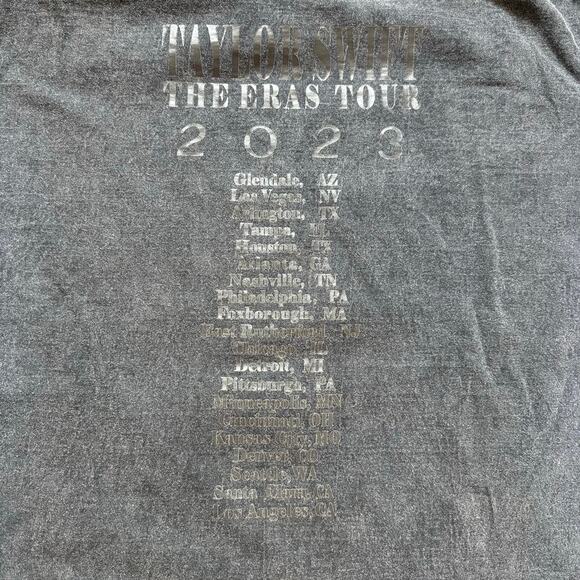 TAYLOR SWIFT
THE ERAS TOUR
2023
Glendale, AZ
Las Vegas, NV
Arlington, TX
Tampa, FL
Houston, TX
Atlanta, GA
Nashville, TN
Philadelphia, PA
Foxborough, MA
East Rutherford, NJ
Chicago, IL
Detroit, MI
Pittsburgh, PA
Minneapolis, MN
Cincinnati, OH
Kansas City, MO
Denver, CO
Seattle, WA
Santa Clara, CA
Los Angeles, CA